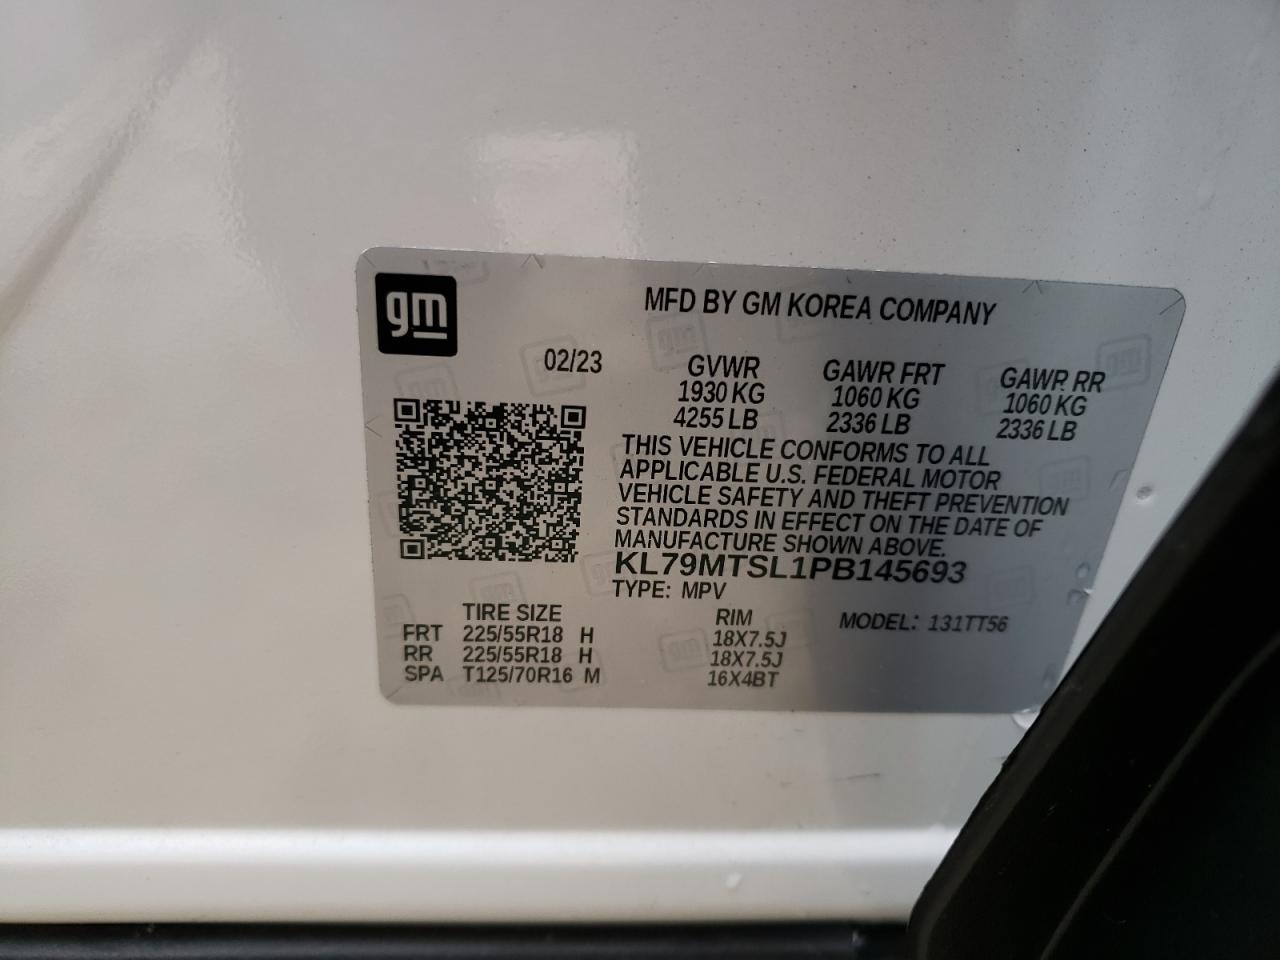 gm
MFD BY GM KOREA COMPANY
02/23 GVWR GAWR FRT GAWR RR
1930 KG 1060 KG 1060 KG
4255 LB 2336 LB 2336 LB
THIS VEHICLE CONFORMS TO ALL
APPLICABLE U.S. FEDERAL MOTOR
VEHICLE SAFETY AND THEFT PREVENTION
STANDARDS IN EFFECT ON THE DATE OF
MANUFACTURE SHOWN ABOVE.
KL79MTSL1PB145693
TYPE: MPV
TIRE SIZE RIM MODEL: 131TT56
FRT 225/55R18 H 18X7.5J
RR 225/55R18 H 18X7.5J
SPA T125/70R16 M 16X4BT